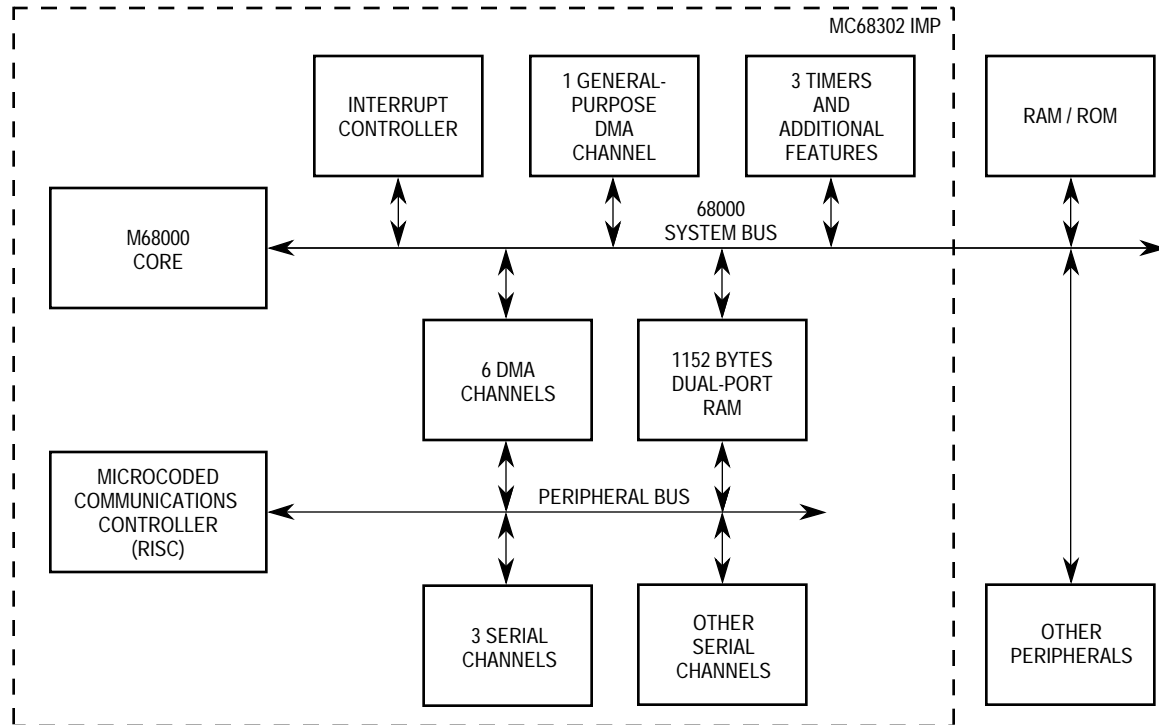 MC68302 IMP
INTERRUPT
CONTROLLER
1 GENERAL-
PURPOSE
DMA
CHANNEL
3 TIMERS
AND
ADDITIONAL
FEATURES
RAM / ROM
M68000
CORE
68000
SYSTEM BUS
6 DMA
CHANNELS
1152 BYTES
DUAL-PORT
RAM
MICROCODED
COMMUNICATIONS
CONTROLLER
(RISC)
PERIPHERAL BUS
3 SERIAL
CHANNELS
OTHER
SERIAL
CHANNELS
OTHER
PERIPHERALS